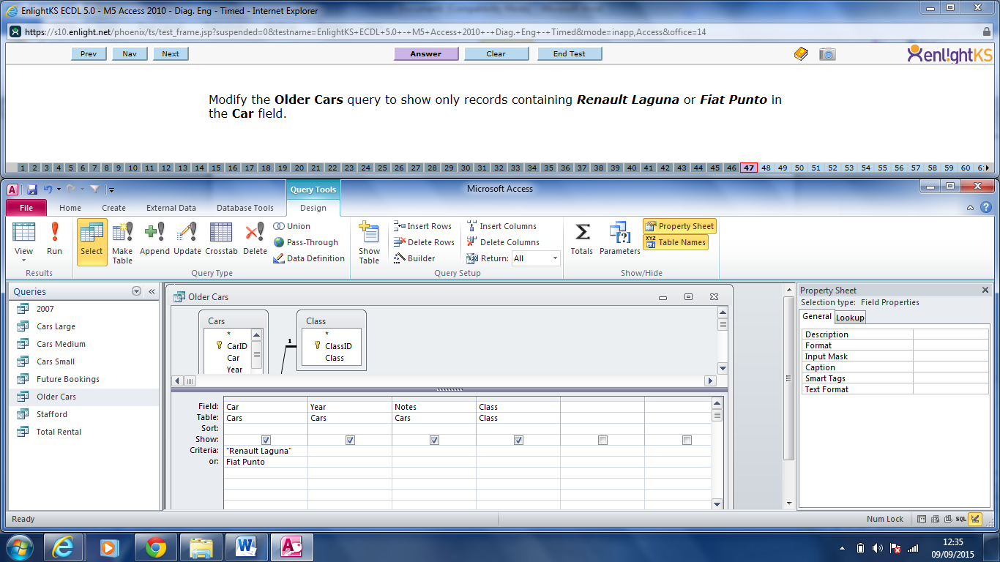 EnlightKS ECDL 5.0 - M5 Access 2010 - Diag. Eng - Timed - Internet Explorer
https://s10.enlight.net/phoenix/ts/test_frame.jsp?suspended=0&testname=EnlightKS+ECDL+5.0+-+M5+Access+2010+-+Diag.+Eng+-+Timed&mode=inapp,Access&office=14
Prev Nav Next Answer Clear End Test enlightKS
Modify the Older Cars query to show only records containing Renault Laguna or Fiat Punto in
the Car field.
1 2 3 4 5 6 7 8 9 10 11 12 13 14 15 16 17 18 19 20 21 22 23 24 25 26 27 28 29 30 31 32 33 34 35 36 37 38 39 40 41 42 43 44 45 46 47 48 49 50 51 52 53 54 55 56 57 58 59 60 6:
Query Tools Microsoft Access
File Home Create External Data Database Tools Design
View Run Select Make Table Append Update Crosstab Delete
Union
Pass-Through
Data Definition
Show Table
Insert Rows
Delete Rows
Builder
Insert Columns
Delete Columns
Return: All
Totals Parameters
Property Sheet
XYZ Table Names
Results Query Type Query Setup Show/Hide
Queries
2007
Cars Large
Cars Medium
Cars Small
Future Bookings
Older Cars
Stafford
Total Rental
Older Cars
Cars
*
CarID
Car
Year
1
Class
*
ClassID
Class
Field: Car Year Notes Class
Table: Cars Cars Cars Class
Sort:
Show:
Criteria: "Renault Laguna"
or: Fiat Punto
Property Sheet
Selection type: Field Properties
General Lookup
Description
Format
Input Mask
Caption
Smart Tags
Text Format
Ready Num Lock SQL
12:35
09/09/2015